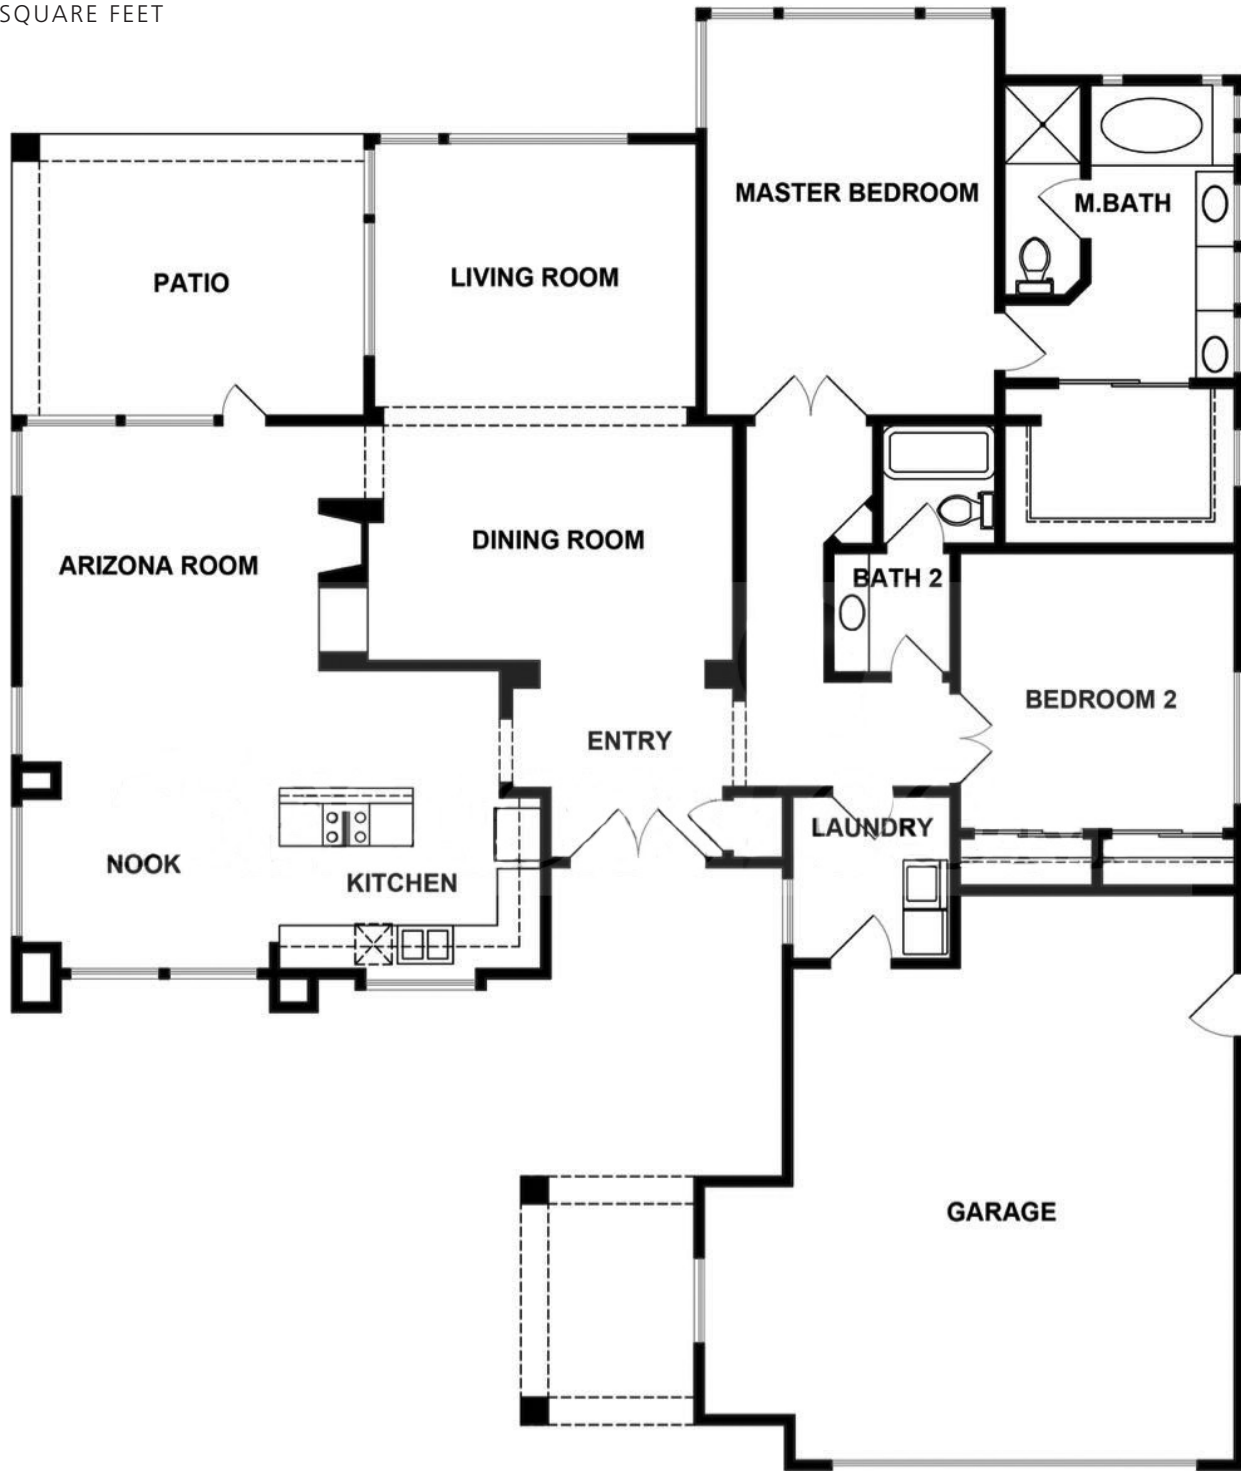 SQUARE FEET
MASTER BEDROOM
M.BATH
PATIO
LIVING ROOM
ARIZONA ROOM
DINING ROOM
BATH 2
BEDROOM 2
ENTRY
LAUNDRY
NOOK
KITCHEN
GARAGE